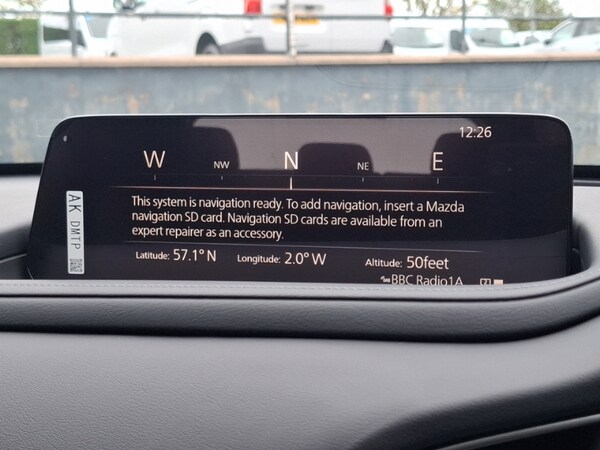 12:26
W NW N NE E
This system is navigation ready. To add navigation, insert a Mazda
navigation SD card. Navigation SD cards are available from an
expert repairer as an accessory.
Latitude: 57.1° N Longitude: 2.0° W Altitude: 50feet
BBC Radio1A
AK DMTP